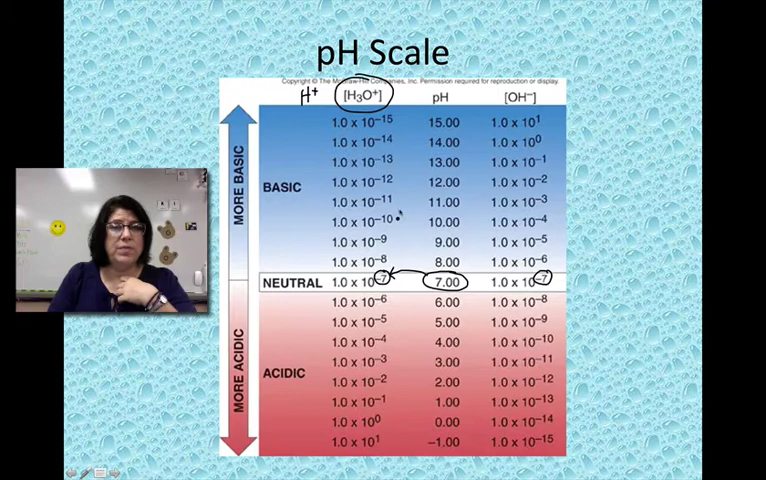 pH Scale
Copyright © The McGraw-Hill Companies, Inc. Permission required for reproduction or display.
H+ [H₃O⁺] pH [OH⁻]
1.0 x 10⁻¹⁵ 15.00 1.0 x 10¹
1.0 x 10⁻¹⁴ 14.00 1.0 x 10⁰
1.0 x 10⁻¹³ 13.00 1.0 x 10⁻¹
MORE BASIC
BASIC 1.0 x 10⁻¹² 12.00 1.0 x 10⁻²
1.0 x 10⁻¹¹ 11.00 1.0 x 10⁻³
1.0 x 10⁻¹⁰ 10.00 1.0 x 10⁻⁴
1.0 x 10⁻⁹ 9.00 1.0 x 10⁻⁵
1.0 x 10⁻⁸ 8.00 1.0 x 10⁻⁶
NEUTRAL 1.0 x 10⁻⁷ 7.00 1.0 x 10⁻⁷
1.0 x 10⁻⁶ 6.00 1.0 x 10⁻⁸
1.0 x 10⁻⁵ 5.00 1.0 x 10⁻⁹
1.0 x 10⁻⁴ 4.00 1.0 x 10⁻¹⁰
MORE ACIDIC
1.0 x 10⁻³ 3.00 1.0 x 10⁻¹¹
ACIDIC 1.0 x 10⁻² 2.00 1.0 x 10⁻¹²
1.0 x 10⁻¹ 1.00 1.0 x 10⁻¹³
1.0 x 10⁰ 0.00 1.0 x 10⁻¹⁴
1.0 x 10¹ −1.00 1.0 x 10⁻¹⁵